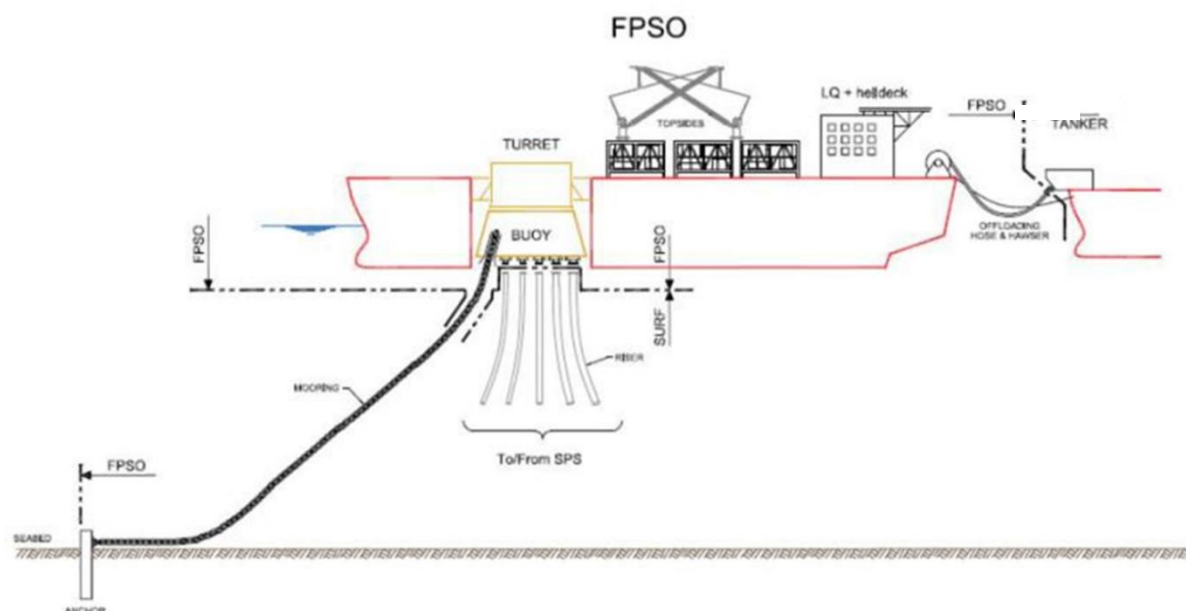 FPSO
LQ + helideck
FPSO
TANKER
TOPSIDES
TURRET
BUOY
OFFLOADING
HOSE & HAWSER
FPSO
FPSO
SURF
RISER
MOORING
To/From SPS
FPSO
SEABED
ANCHOR